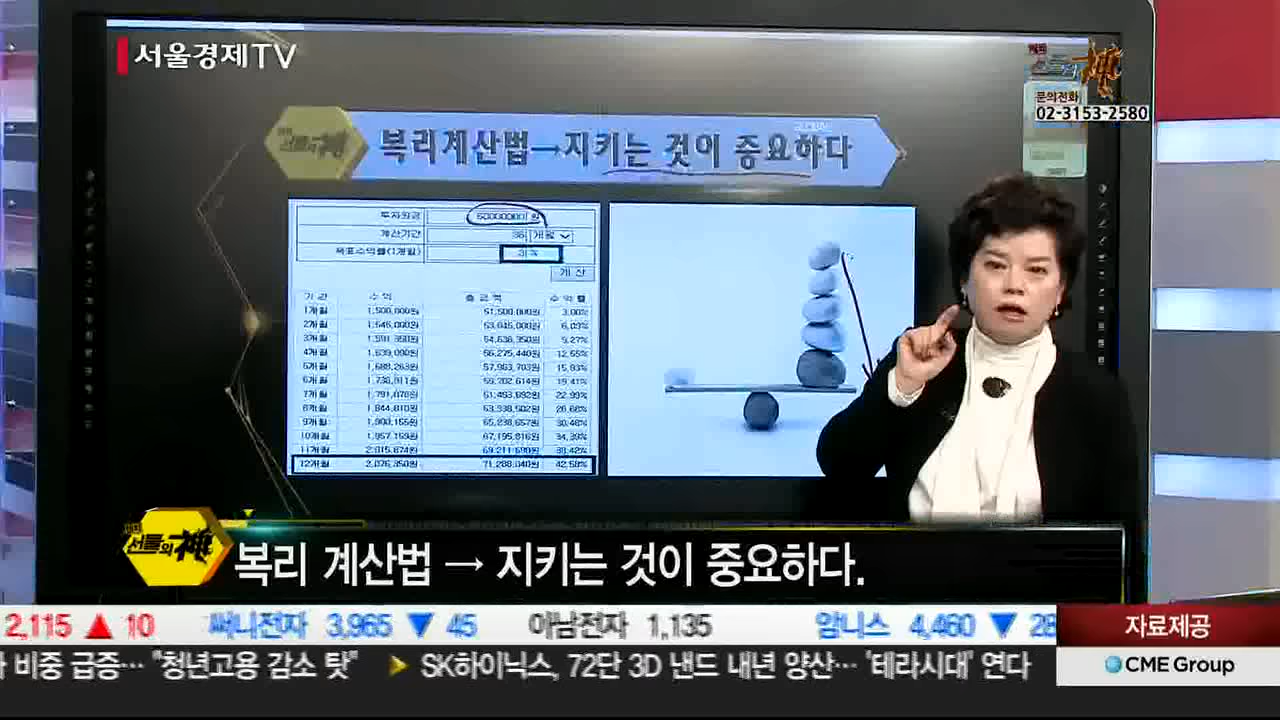 서울경제TV
문의전화
02-3153-2580
복리계산법→지키는 것이 중요하다
투자원금 50000000 원
계산기간 36 개월
목표수익률(1개월) 3 %
계 산
기 간 수 익 총 금 액 수 익 률
1개월 1,500,000원 51,500,000원 3.00%
2개월 1,545,000원 53,045,000원 6.09%
3개월 1,591,350원 54,636,350원 9.27%
4개월 1,639,090원 56,275,440원 12.55%
5개월 1,688,263원 57,963,703원 15.93%
6개월 1,738,911원 59,702,614원 19.41%
7개월 1,791,078원 61,493,692원 22.99%
8개월 1,844,810원 63,338,502원 26.68%
9개월 1,900,155원 65,238,657원 30.48%
10개월 1,957,159원 67,195,816원 34.39%
11개월 2,015,874원 69,211,690원 38.42%
12개월 2,076,350원 71,288,040원 42.58%
선들의神
복리 계산법 → 지키는 것이 중요하다.
2,115 ▲ 10 써니전자 3,965 ▼ 45 아남전자 1,135 암니스 4,460 ▼ 28 자료제공
비중 급증… "청년고용 감소 탓" ▶ SK하이닉스, 72단 3D 낸드 내년 양산… '테라시대' 연다 CME Group